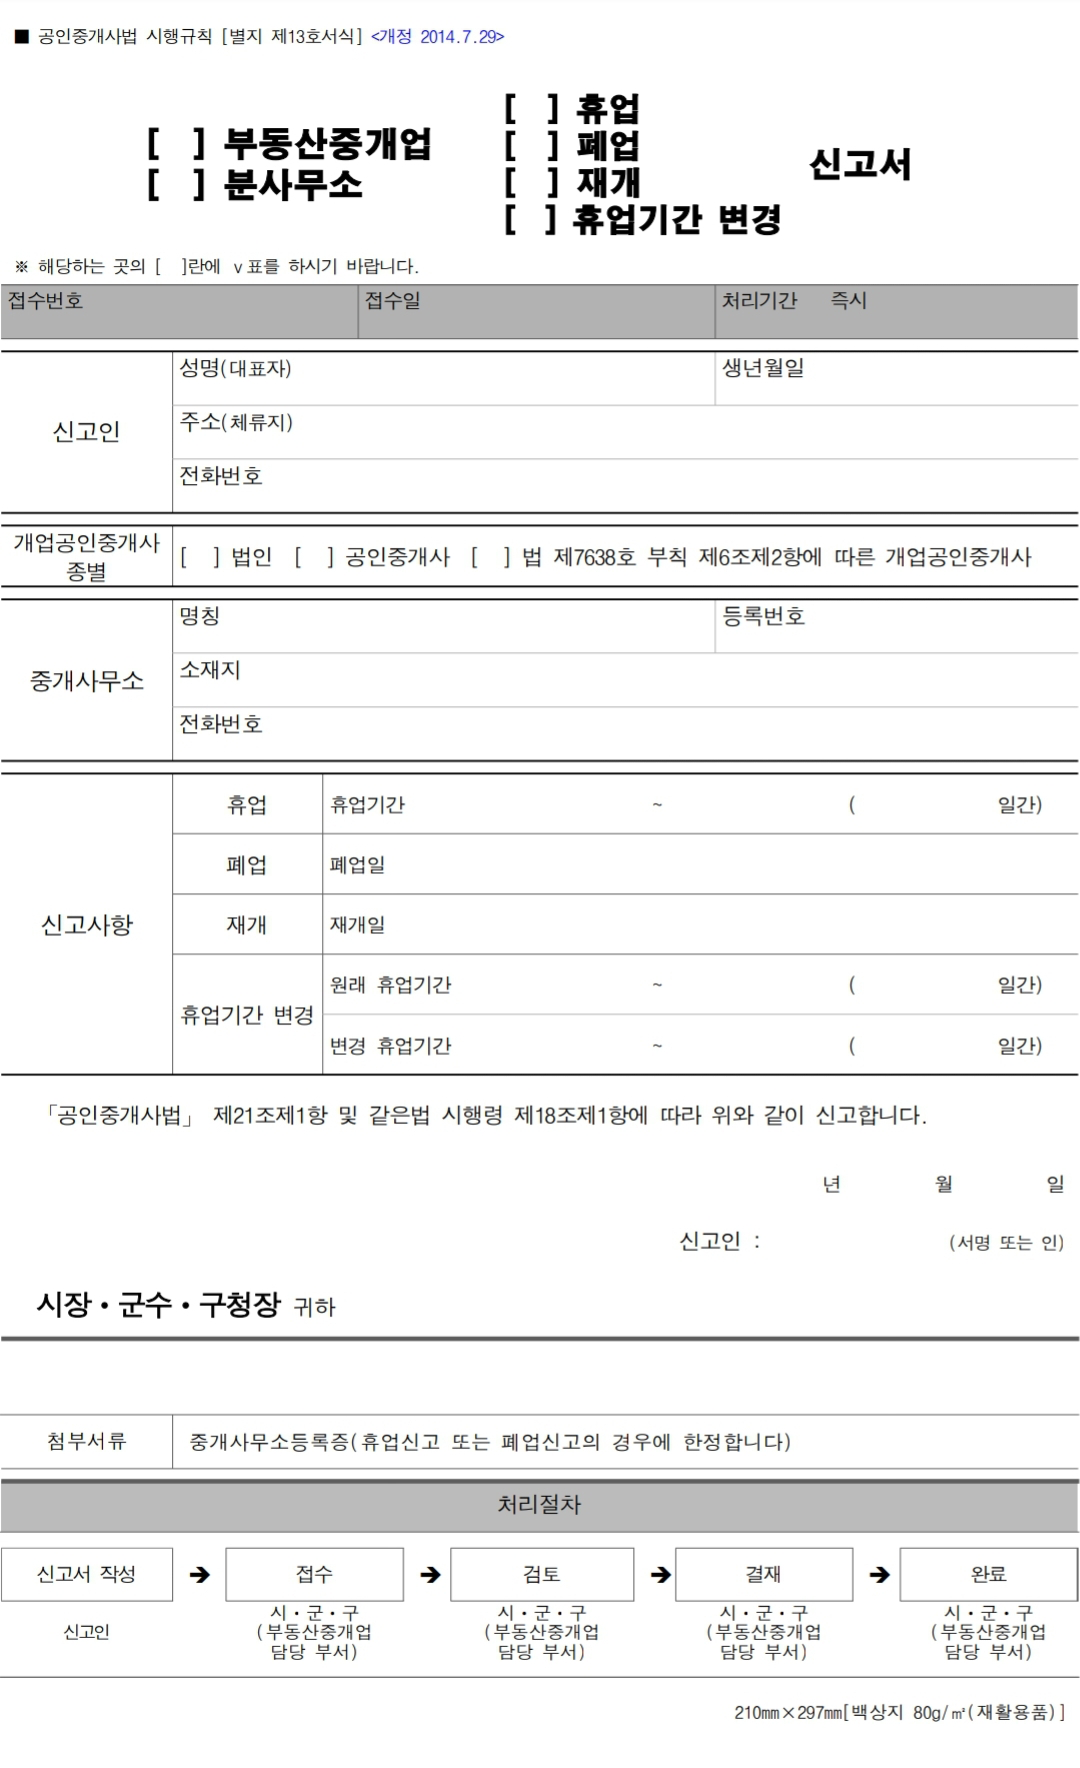 ■ 공인중개사법 시행규칙 [별지 제13호서식] <개정 2014.7.29>
[ ] 부동산중개업
[ ] 분사무소
[ ] 휴업
[ ] 폐업
[ ] 재개
[ ] 휴업기간 변경
신고서
※ 해당하는 곳의 [ ]란에 v표를 하시기 바랍니다.
접수번호 접수일 처리기간 즉시
신고인
성명(대표자) 생년월일
주소(체류지)
전화번호
개업공인중개사
종별
[ ] 법인 [ ] 공인중개사 [ ] 법 제7638호 부칙 제6조제2항에 따른 개업공인중개사
중개사무소
명칭 등록번호
소재지
전화번호
신고사항
휴업 휴업기간 ~ ( 일간)
폐업 폐업일
재개 재개일
휴업기간 변경
원래 휴업기간 ~ ( 일간)
변경 휴업기간 ~ ( 일간)
「공인중개사법」 제21조제1항 및 같은법 시행령 제18조제1항에 따라 위와 같이 신고합니다.
년 월 일
신고인 : (서명 또는 인)
시장·군수·구청장 귀하
첨부서류 중개사무소등록증(휴업신고 또는 폐업신고의 경우에 한정합니다)
처리절차
신고서 작성 → 접수 → 검토 → 결재 → 완료
신고인
시·군·구
(부동산중개업
담당 부서)
시·군·구
(부동산중개업
담당 부서)
시·군·구
(부동산중개업
담당 부서)
시·군·구
(부동산중개업
담당 부서)
210㎜×297㎜[백상지 80g/㎡(재활용품)]